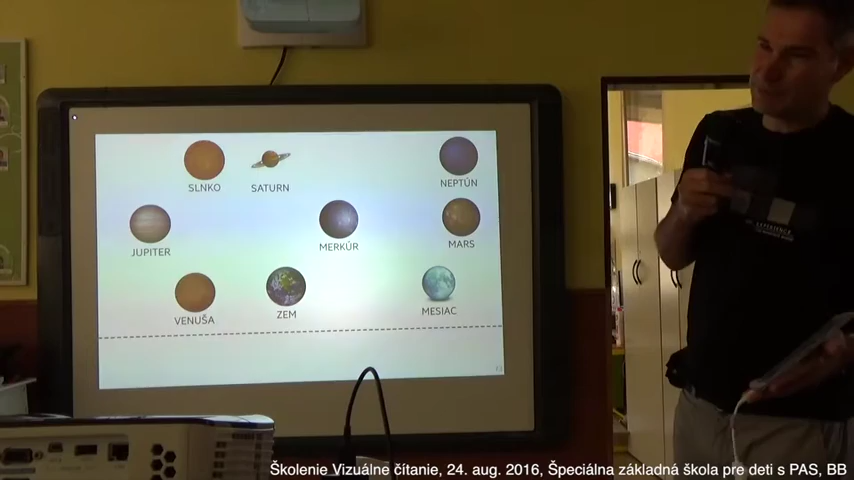 SLNKO
SATURN
NEPTÚN
JUPITER
MERKÚR
MARS
VENUŠA
ZEM
MESIAC
Školenie Vizuálne čítanie, 24. aug. 2016, Špeciálna základná škola pre deti s PAS, BB